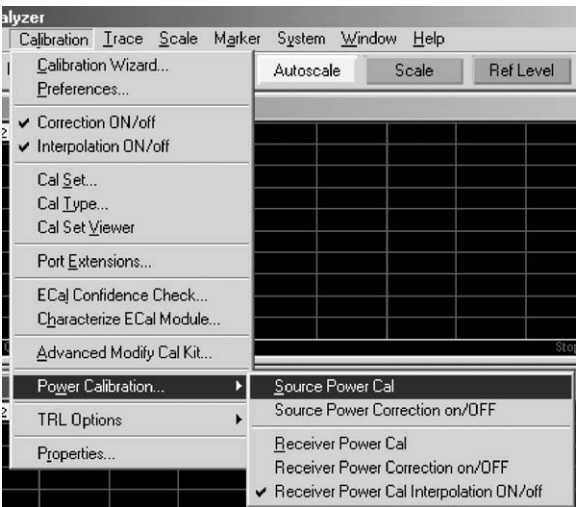 alyzer
Calibration Trace Scale Marker System Window Help
Calibration Wizard...
Preferences...
Autoscale Scale Ref Level
✔ Correction ON/off
✔ Interpolation ON/off
Cal Set...
Cal Type...
Cal Set Viewer
Port Extensions...
ECal Confidence Check...
Characterize ECal Module...
Advanced Modify Cal Kit...
Power Calibration...
TRL Options
Properties...
Source Power Cal
Source Power Correction on/OFF
Receiver Power Cal
Receiver Power Correction on/OFF
✔ Receiver Power Cal Interpolation ON/off
Sto